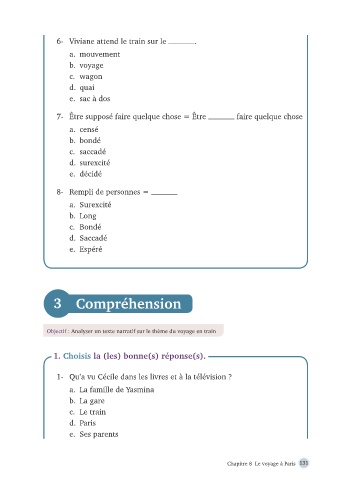 6- Viviane attend le train sur le ________.
a. mouvement
b. voyage
c. wagon
d. quai
e. sac à dos
7- Être supposé faire quelque chose = Être _______ faire quelque chose
a. censé
b. bondé
c. saccadé
d. surexcité
e. décidé
8- Rempli de personnes = _______
a. Surexcité
b. Long
c. Bondé
d. Saccadé
e. Espéré
3 Compréhension
Objectif : Analyser un texte narratif sur le thème du voyage en train
1. Choisis la (les) bonne(s) réponse(s).
1- Qu'a vu Cécile dans les livres et à la télévision ?
a. La famille de Yasmina
b. La gare
c. Le train
d. Paris
e. Ses parents
Chapitre 8 Le voyage à Paris 131